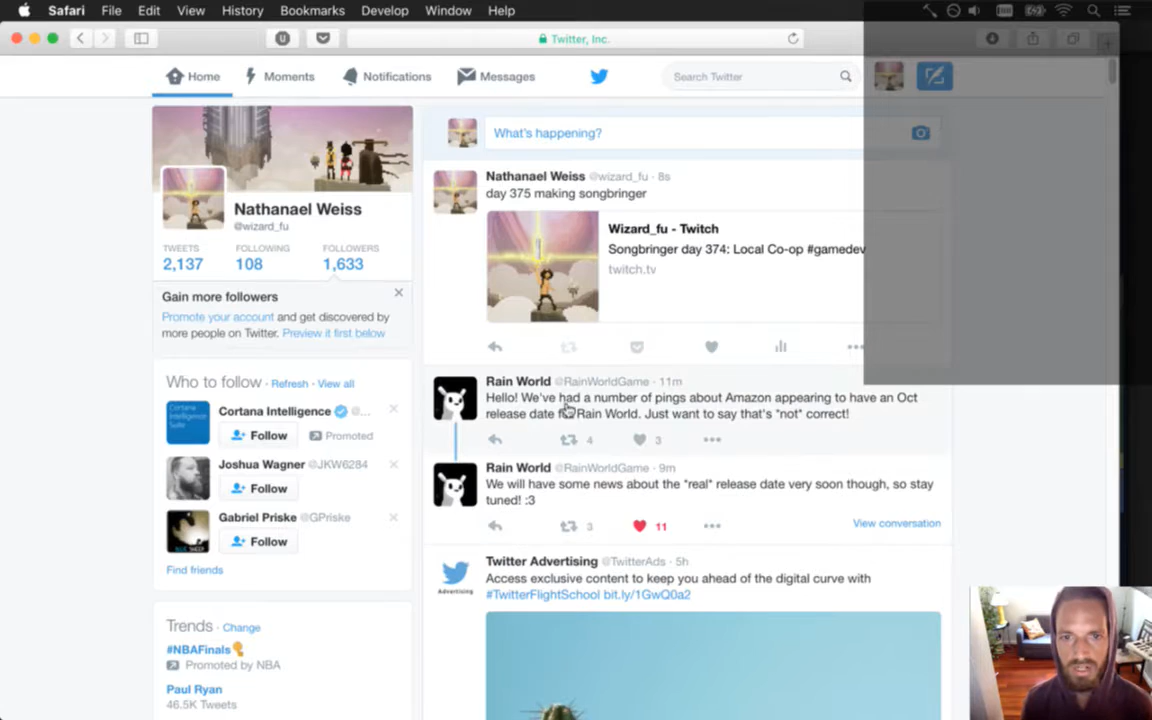 Safari File Edit View History Bookmarks Develop Window Help
Twitter, Inc.
Home Moments Notifications Messages Search Twitter
Nathanael Weiss
@wizard_fu
TWEETS FOLLOWING FOLLOWERS
2,137 108 1,633
Gain more followers
Promote your account and get discovered by
more people on Twitter. Preview it first below
Who to follow · Refresh · View all
Cortana Intelligence @...
Follow Promoted
Joshua Wagner @JKW6284
Follow
Gabriel Priske @GPriske
Follow
Find friends
Trends · Change
#NBAFinals
Promoted by NBA
Paul Ryan
46.5K Tweets
What's happening?
Nathanael Weiss @wizard_fu · 8s
day 375 making songbringer
Wizard_fu - Twitch
Songbringer day 374: Local Co-op #gamedev
twitch.tv
Rain World @RainWorldGame · 11m
Hello! We've had a number of pings about Amazon appearing to have an Oct
release date Rain World. Just want to say that's *not* correct!
4 3
Rain World @RainWorldGame · 9m
We will have some news about the *real* release date very soon though, so stay
tuned! :3
3 11 View conversation
Twitter Advertising @TwitterAds · 5h
Access exclusive content to keep you ahead of the digital curve with
#TwitterFlightSchool bit.ly/1GwQ0a2
Advertising